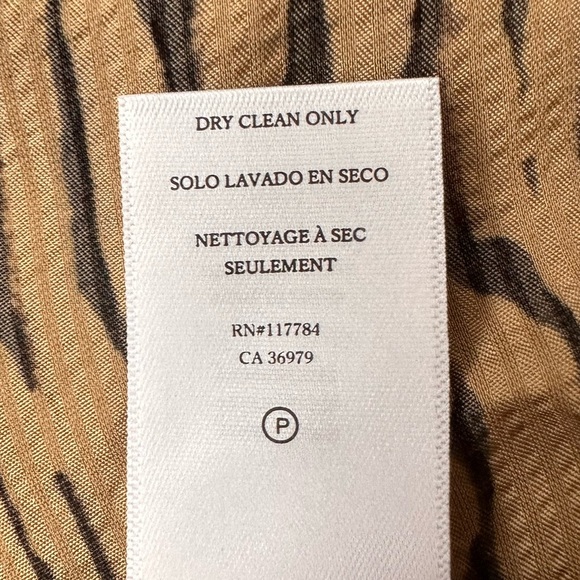 DRY CLEAN ONLY
SOLO LAVADO EN SECO
NETTOYAGE À SEC
SEULEMENT
RN#117784
CA 36979
P